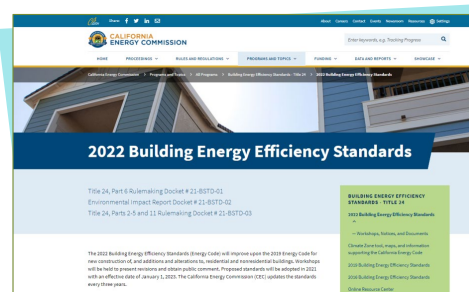 Share
About Careers Contact Events Newsroom Resources Settings
CALIFORNIA
ENERGY COMMISSION
Enter keywords, e.g. Tracking Progress
HOME PROCEEDINGS RULES AND REGULATIONS PROGRAMS AND TOPICS FUNDING DATA AND REPORTS SHOWCASE
California Energy Commission > Programs and Topics > All Programs > Building Energy Efficiency Standards - Title 24 > 2022 Building Energy Efficiency Standards
2022 Building Energy Efficiency Standards
Title 24, Part 6 Rulemaking Docket # 21-BSTD-01
Environmental Impact Report Docket # 21-BSTD-02
Title 24, Parts 2-5 and 11 Rulemaking Docket # 21-BSTD-03
The 2022 Building Energy Efficiency Standards (Energy Code) will improve upon the 2019 Energy Code for
new construction of, and additions and alterations to, residential and nonresidential buildings. Workshops
will be held to present revisions and obtain public comment. Proposed standards will be adopted in 2021
with an effective date of January 1, 2023. The California Energy Commission (CEC) updates the standards
every three years.
BUILDING ENERGY EFFICIENCY
STANDARDS - TITLE 24
2022 Building Energy Efficiency Standards
– Workshops, Notices, and Documents
Climate Zone tool, maps, and information
supporting the California Energy Code
2019 Building Energy Efficiency Standards
2016 Building Energy Efficiency Standards
Online Resource Center